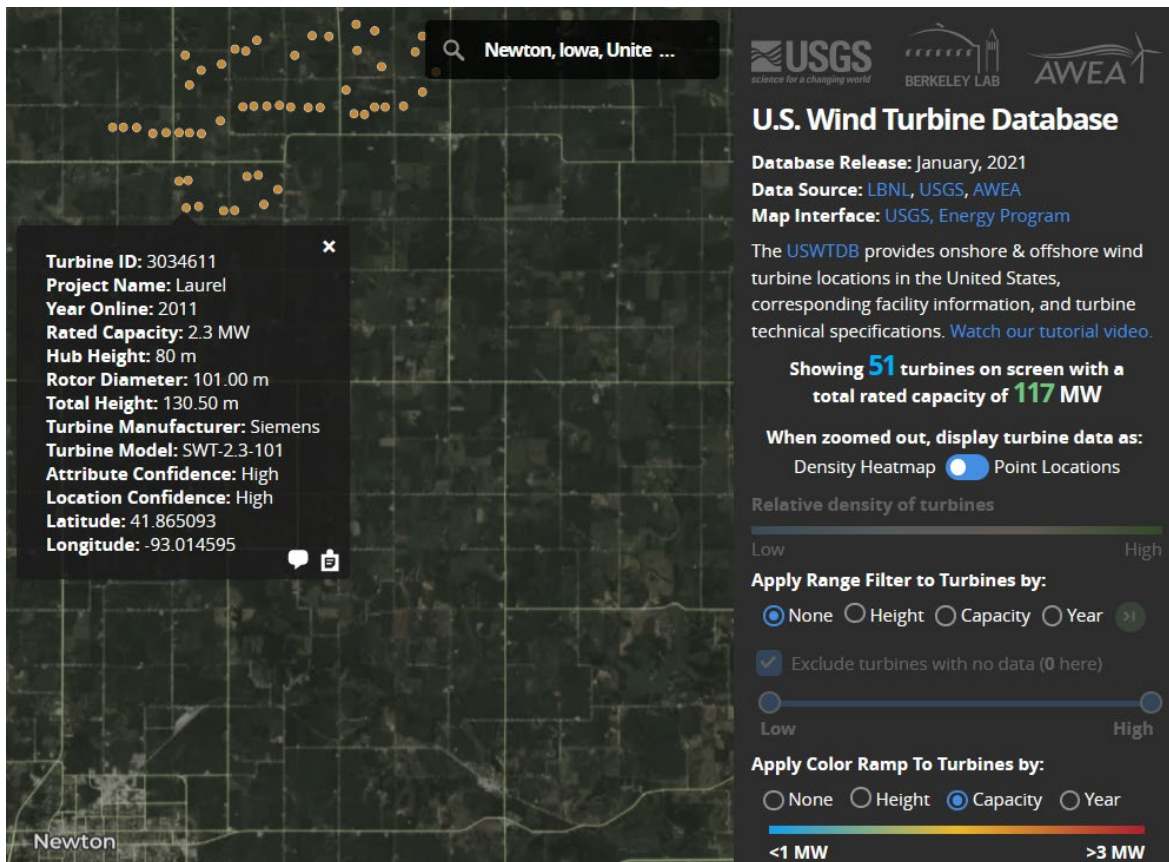 Newton, Iowa, Unite ...
Turbine ID: 3034611
Project Name: Laurel
Year Online: 2011
Rated Capacity: 2.3 MW
Hub Height: 80 m
Rotor Diameter: 101.00 m
Total Height: 130.50 m
Turbine Manufacturer: Siemens
Turbine Model: SWT-2.3-101
Attribute Confidence: High
Location Confidence: High
Latitude: 41.865093
Longitude: -93.014595
Newton
USGS
science for a changing world
BERKELEY LAB
AWEA
U.S. Wind Turbine Database
Database Release: January, 2021
Data Source: LBNL, USGS, AWEA
Map Interface: USGS, Energy Program
The USWTDB provides onshore & offshore wind
turbine locations in the United States,
corresponding facility information, and turbine
technical specifications. Watch our tutorial video.
Showing 51 turbines on screen with a
total rated capacity of 117 MW
When zoomed out, display turbine data as:
Density Heatmap Point Locations
Relative density of turbines
Low High
Apply Range Filter to Turbines by:
None Height Capacity Year
Exclude turbines with no data (0 here)
Low High
Apply Color Ramp To Turbines by:
None Height Capacity Year
<1 MW >3 MW